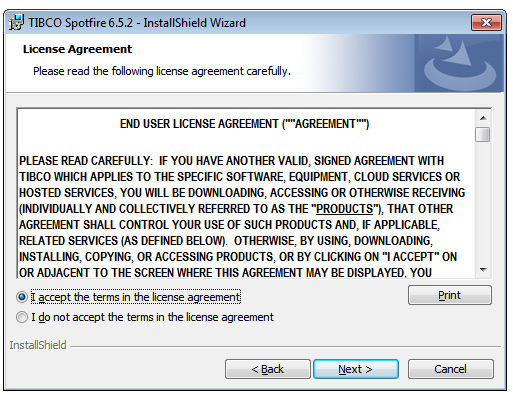 TIBCO Spotfire 6.5.2 - InstallShield Wizard
License Agreement
Please read the following license agreement carefully.
END USER LICENSE AGREEMENT (""AGREEMENT"")
PLEASE READ CAREFULLY: IF YOU HAVE ANOTHER VALID, SIGNED AGREEMENT WITH
TIBCO WHICH APPLIES TO THE SPECIFIC SOFTWARE, EQUIPMENT, CLOUD SERVICES OR
HOSTED SERVICES, YOU WILL BE DOWNLOADING, ACCESSING OR OTHERWISE RECEIVING
(INDIVIDUALLY AND COLLECTIVELY REFERRED TO AS THE "PRODUCTS"), THAT OTHER
AGREEMENT SHALL CONTROL YOUR USE OF SUCH PRODUCTS AND, IF APPLICABLE,
RELATED SERVICES (AS DEFINED BELOW). OTHERWISE, BY USING, DOWNLOADING,
INSTALLING, COPYING, OR ACCESSING PRODUCTS, OR BY CLICKING ON "I ACCEPT" ON
OR ADJACENT TO THE SCREEN WHERE THIS AGREEMENT MAY BE DISPLAYED, YOU
I accept the terms in the license agreement
Print
I do not accept the terms in the license agreement
InstallShield
< Back
Next >
Cancel